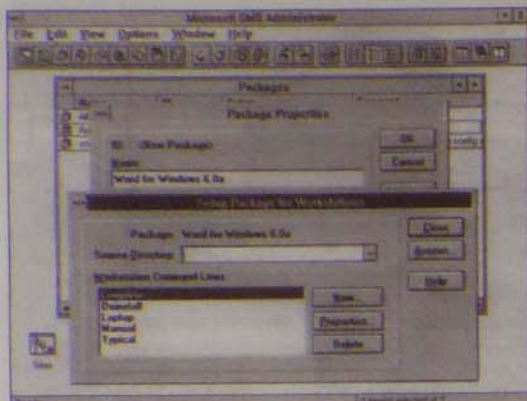 Microsoft SMS Administrator
File Edit View Options Window Help
Packages
Package Properties
ID: (New Package)
Name:
Word for Windows 6.0a
OK
Cancel
Setup Package for Workstations
Package: Word for Windows 6.0a
Source Directory:
Workstation Command Lines:
Complete
Laptop
Manual
Typical
New...
Properties...
Delete
Close
Help
Sites